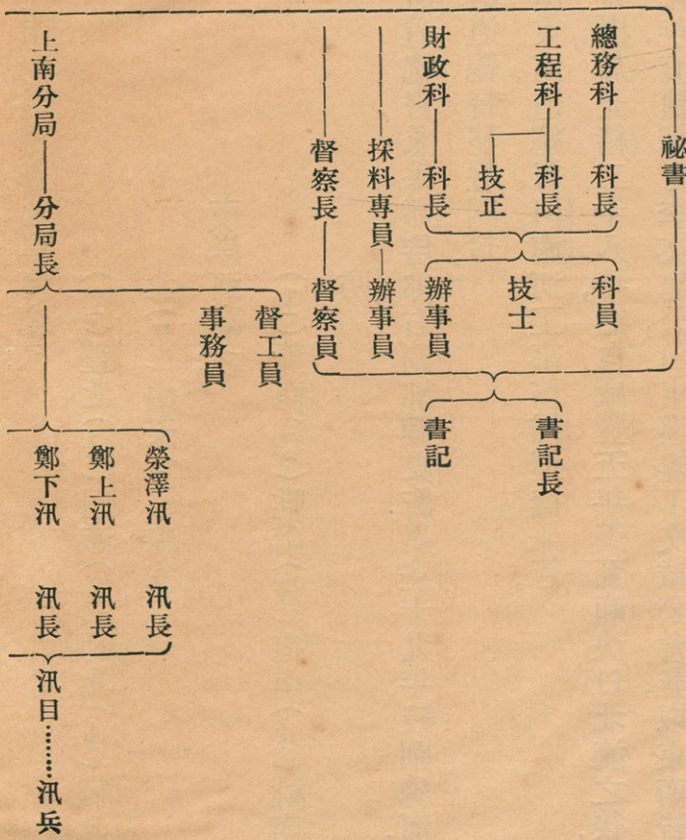 祕書
總務科 科長 科員
工程科 科長
技正 技士
財政科 科長 辦事員
採料專員 辦事員
督察長 督察員
書記長
書記
上南分局 分局長
督工員
事務員
滎澤汛 汛長
鄭上汛 汛長
鄭下汛 汛長
汛目………汛兵